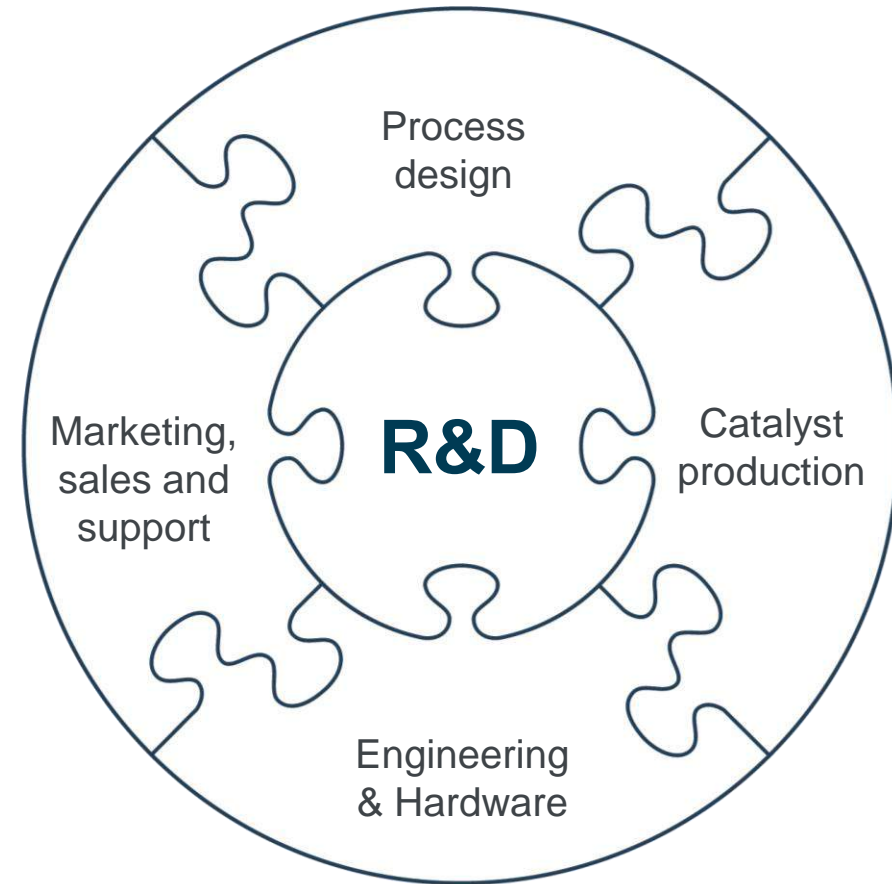 Process
design
Marketing,
sales and
support
R&D
Catalyst
production
Engineering
& Hardware